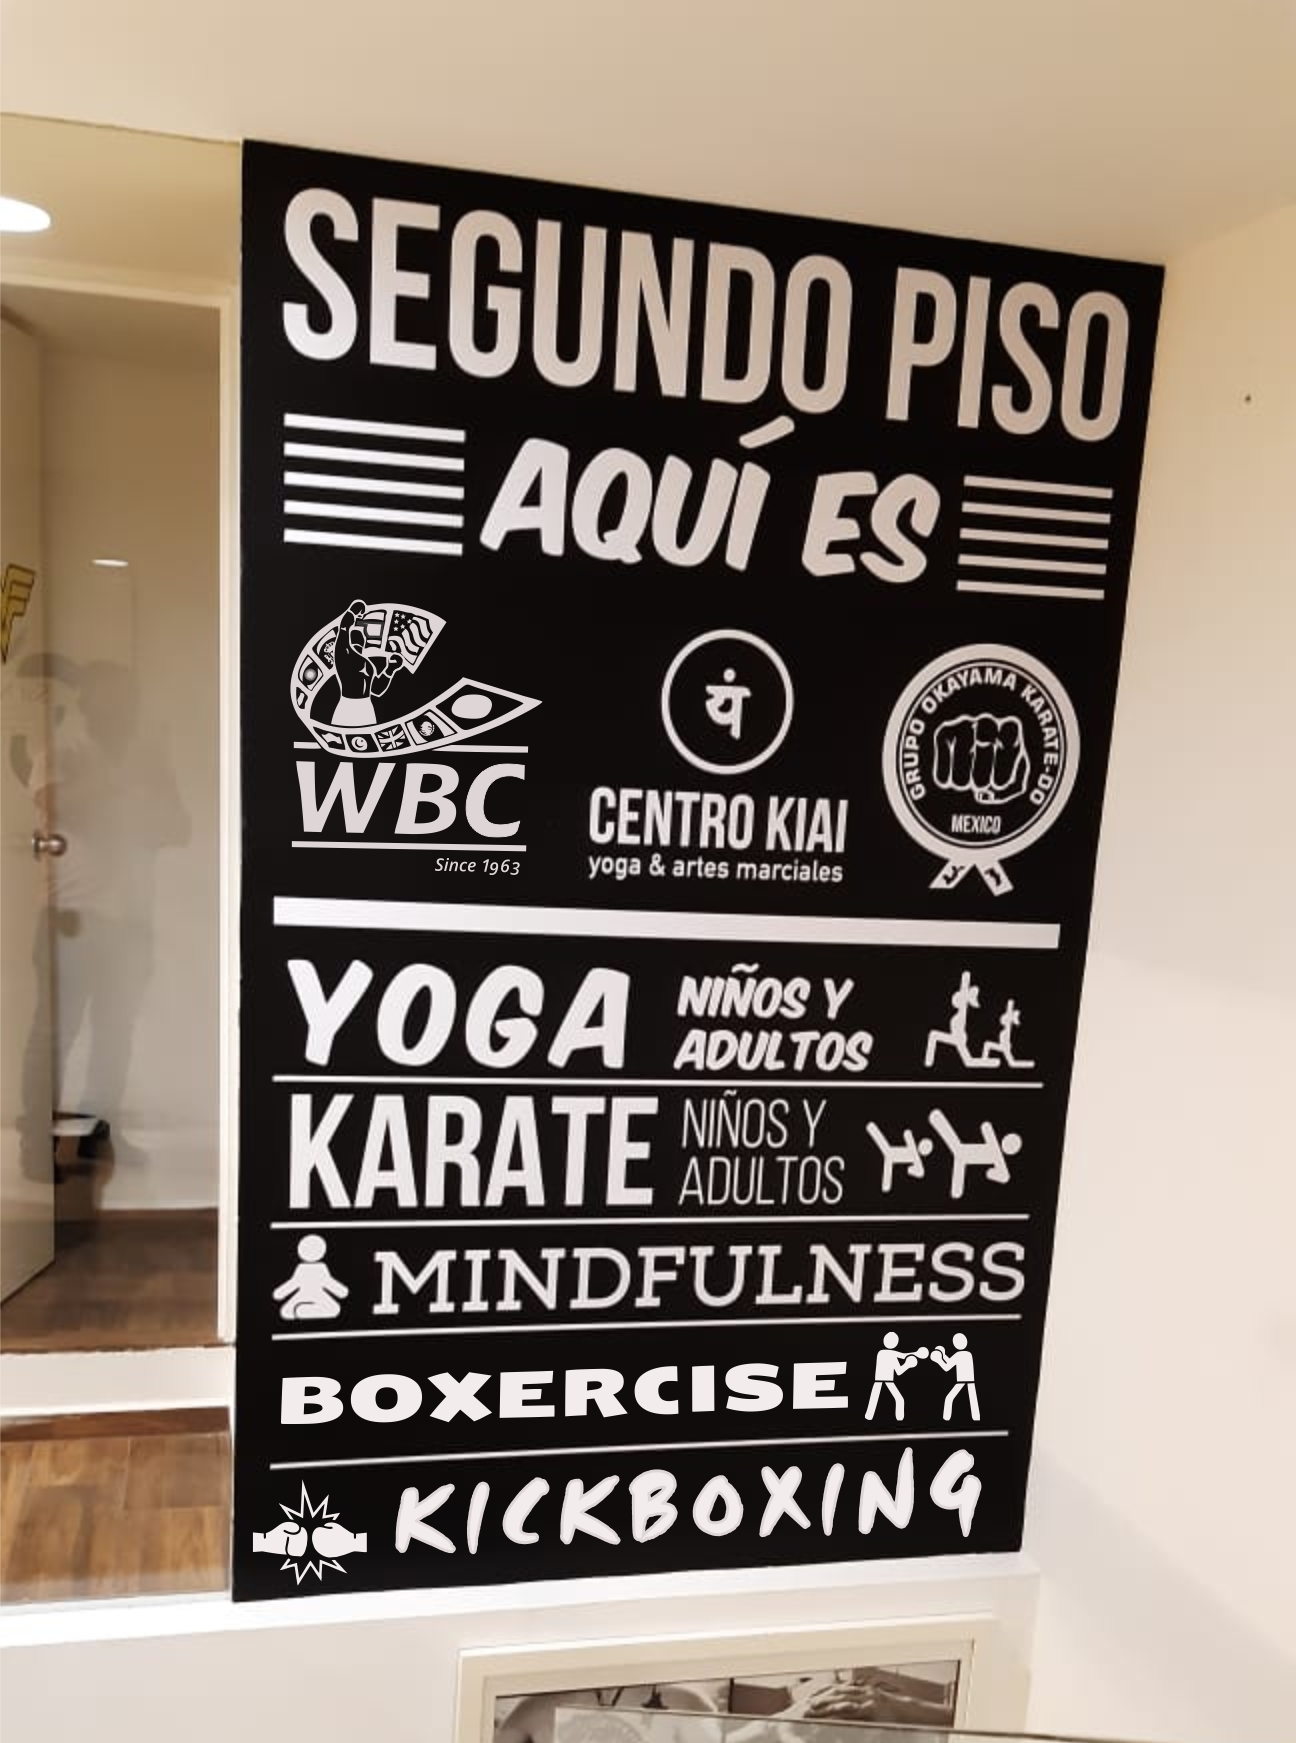 SEGUNDO PISO
AQUÍ ES
WBC
Since 1963
यं
CENTRO KIAI
yoga & artes marciales
GRUPO OKAYAMA KARATE-DO
MEXICO
YOGA NIÑOS Y
ADULTOS
KARATE NIÑOS Y
ADULTOS
MINDFULNESS
BOXERCISE
KICKBOXING